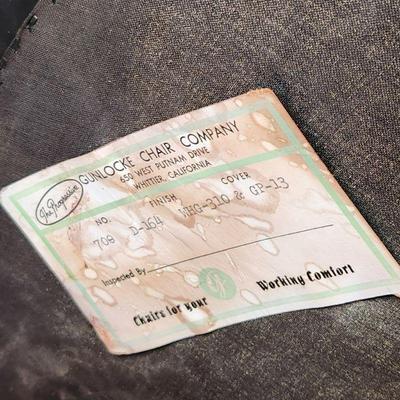 The Progressive
GUNLOCKE CHAIR COMPANY
450 WEST PUTNAM DRIVE
WHITTIER, CALIFORNIA
NO. FINISH COVER
709 D-164 WHG-310 & GP-13
Inspected By
Chairs for your Working Comfort